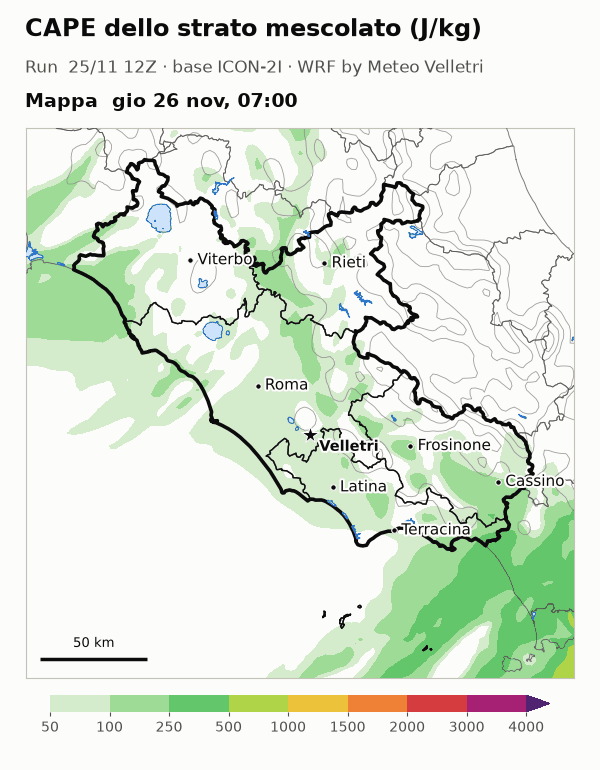 CAPE dello strato mescolato (J/kg)
Run 25/11 12Z · base ICON-2I · WRF by Meteo Velletri
Mappa gio 26 nov, 07:00
Viterbo
Rieti
Roma
Velletri
Frosinone
Cassino
Latina
Terracina
50 km
50 100 250 500 1000 1500 2000 3000 4000